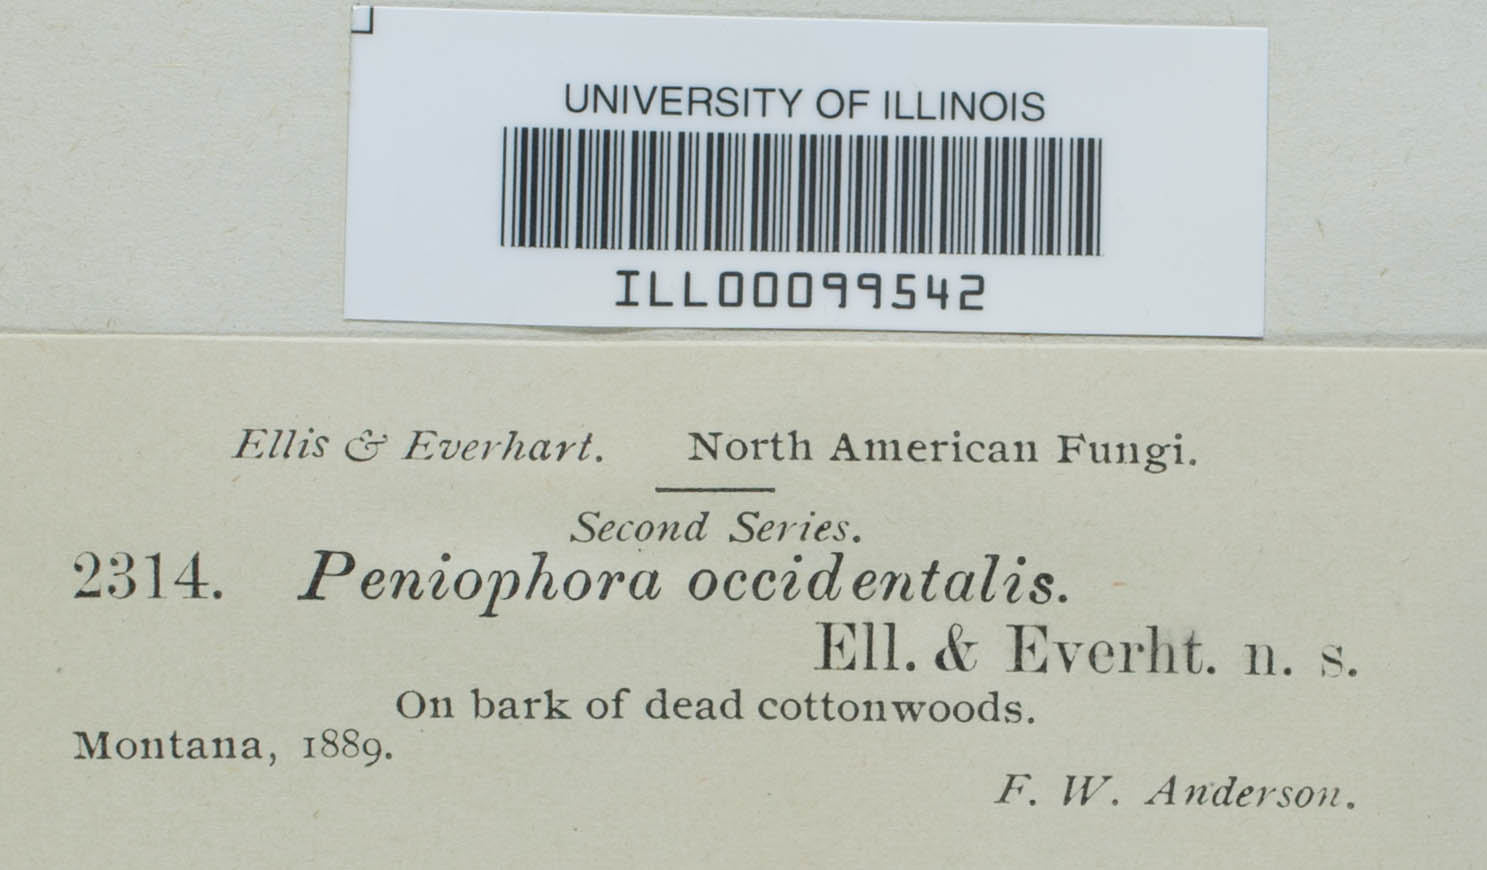 UNIVERSITY OF ILLINOIS
ILL00099542
Ellis & Everhart. North American Fungi.
Second Series.
2314. Peniophora occidentalis.
Ell. & Everht. n. s.
On bark of dead cottonwoods.
Montana, 1889.
F. W. Anderson.